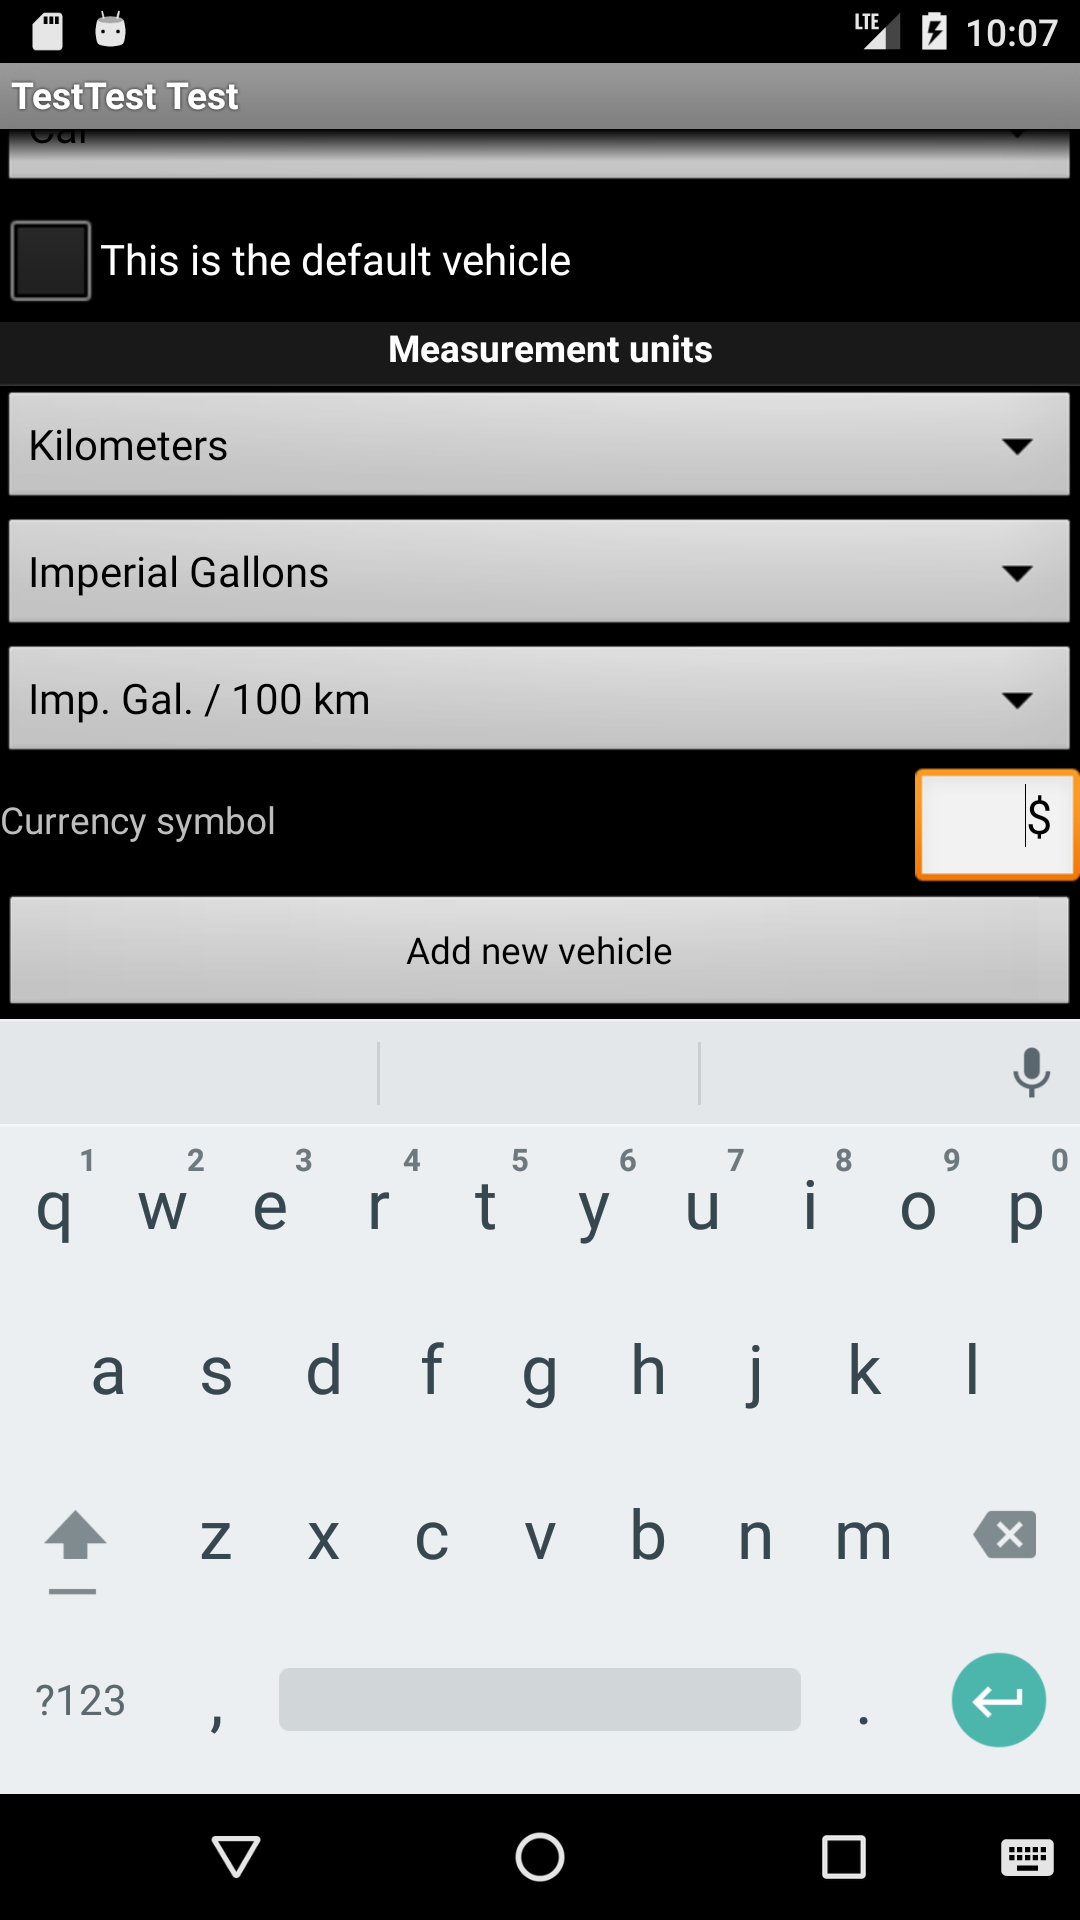 LTE 10:07
TestTest Test
Car
This is the default vehicle
Measurement units
Kilometers
Imperial Gallons
Imp. Gal. / 100 km
Currency symbol $
Add new vehicle
1 2 3 4 5 6 7 8 9 0
q w e r t y u i o p
a s d f g h j k l
z x c v b n m
?123 , .